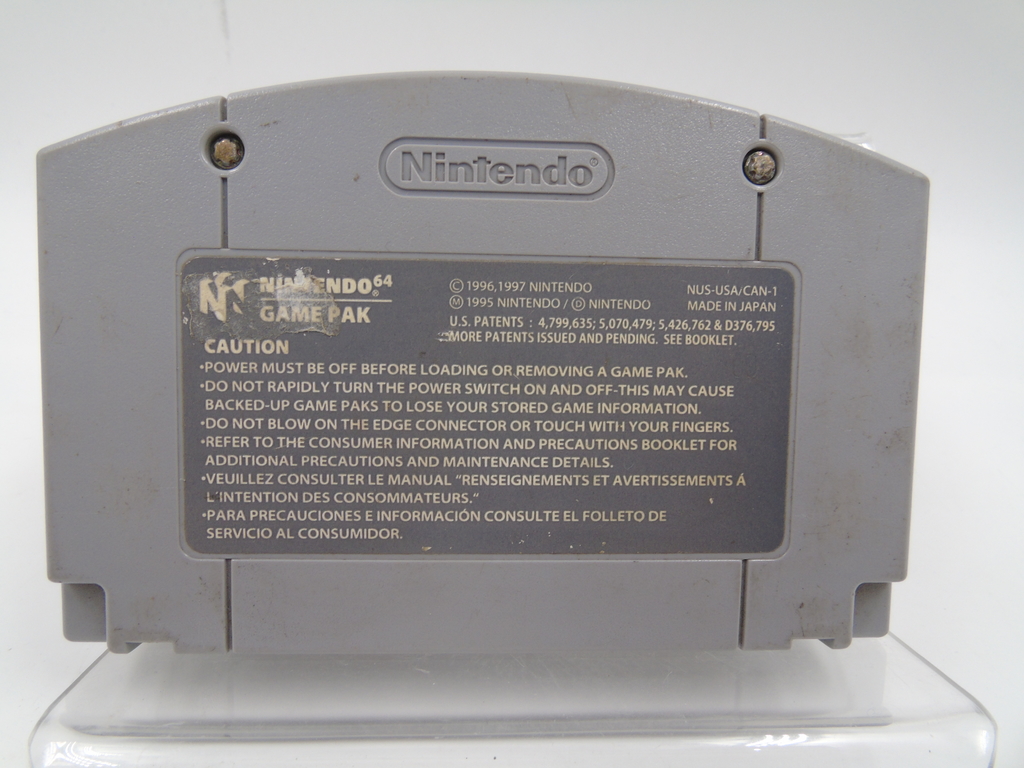 Nintendo®
NINTENDO®64
GAME PAK
© 1996,1997 NINTENDO
Ⓜ 1995 NINTENDO / Ⓓ NINTENDO
NUS-USA/CAN-1
MADE IN JAPAN
U.S. PATENTS : 4,799,635; 5,070,479; 5,426,762 & D376,795
MORE PATENTS ISSUED AND PENDING. SEE BOOKLET.
CAUTION
•POWER MUST BE OFF BEFORE LOADING OR REMOVING A GAME PAK.
•DO NOT RAPIDLY TURN THE POWER SWITCH ON AND OFF-THIS MAY CAUSE
BACKED-UP GAME PAKS TO LOSE YOUR STORED GAME INFORMATION.
•DO NOT BLOW ON THE EDGE CONNECTOR OR TOUCH WITH YOUR FINGERS.
•REFER TO THE CONSUMER INFORMATION AND PRECAUTIONS BOOKLET FOR
ADDITIONAL PRECAUTIONS AND MAINTENANCE DETAILS.
•VEUILLEZ CONSULTER LE MANUAL "RENSEIGNEMENTS ET AVERTISSEMENTS Á
L'INTENTION DES CONSOMMATEURS."
•PARA PRECAUCIONES E INFORMACIÓN CONSULTE EL FOLLETO DE
SERVICIO AL CONSUMIDOR.